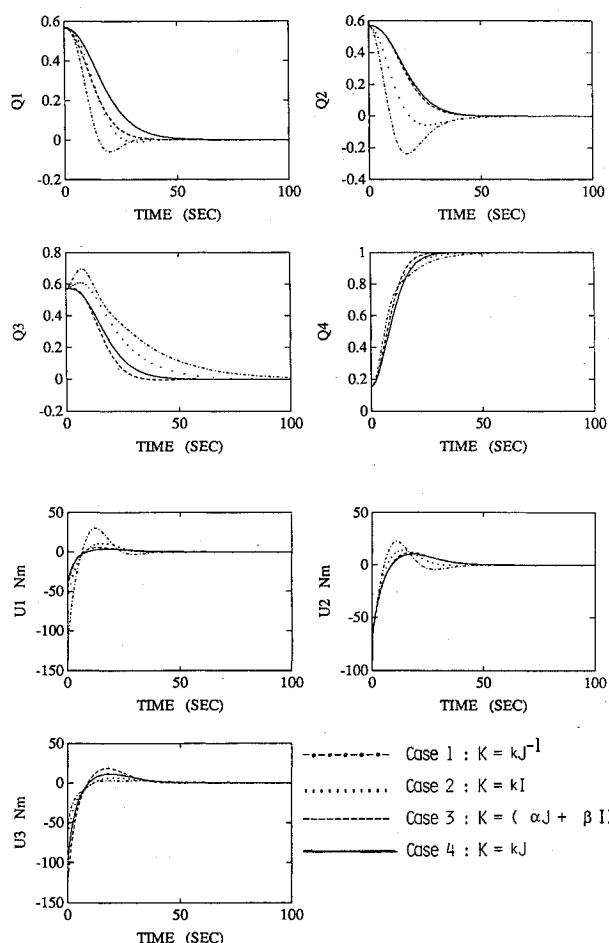 0.6
0.4
0.2
0
-0.2
Q1
0 50 100
TIME (SEC)
0.6
0.4
0.2
0
-0.2
-0.4
Q2
0 50 100
TIME (SEC)
0.8
0.6
0.4
0.2
0
-0.2
Q3
0 50 100
TIME (SEC)
1
0.8
0.6
0.4
0.2
0
Q4
0 50 100
TIME (SEC)
50
0
-50
-100
-150
U1 Nm
0 50 100
TIME (SEC)
50
0
-50
-100
U2 Nm
0 50 100
TIME (SEC)
50
0
-50
-100
-150
U3 Nm
0 50 100
TIME (SEC)
Case 1 : K = kJ⁻¹
Case 2 : K = kI
Case 3 : K = ( αJ + βI)
Case 4 : K = kJ